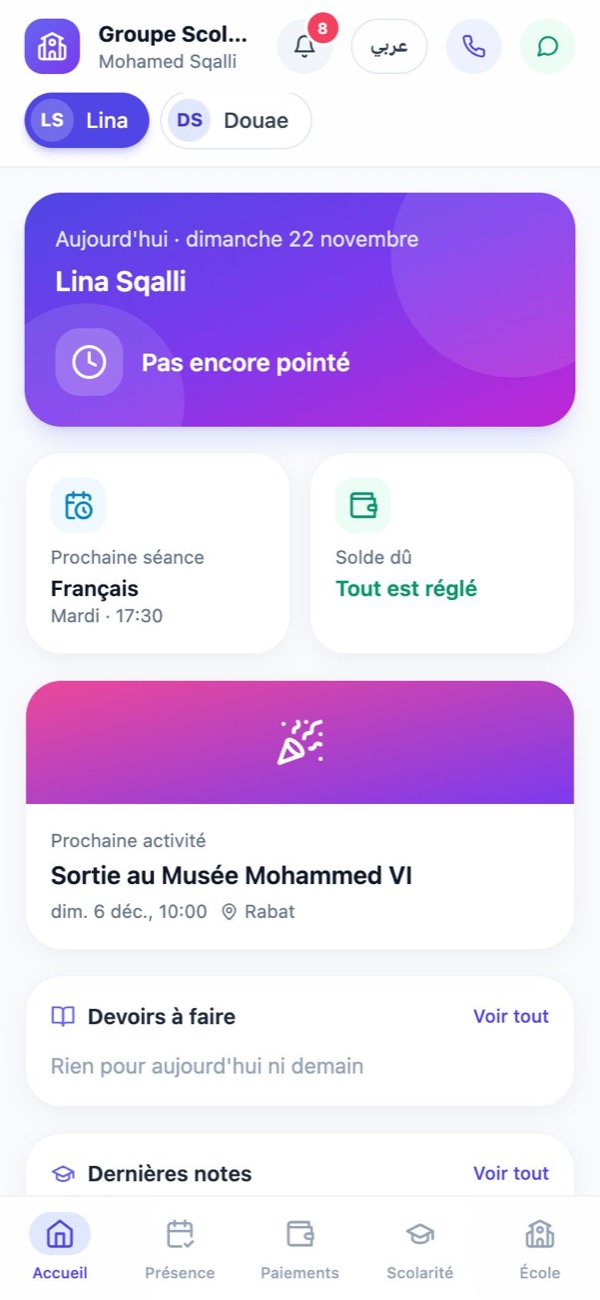 Groupe Scol...
Mohamed Sqalli
8
عربي
LS Lina
DS Douae
Aujourd'hui · dimanche 22 novembre
Lina Sqalli
Pas encore pointé
Prochaine séance
Français
Mardi · 17:30
Solde dû
Tout est réglé
Prochaine activité
Sortie au Musée Mohammed VI
dim. 6 déc., 10:00 Rabat
Devoirs à faire Voir tout
Rien pour aujourd'hui ni demain
Dernières notes Voir tout
Accueil Présence Paiements Scolarité École